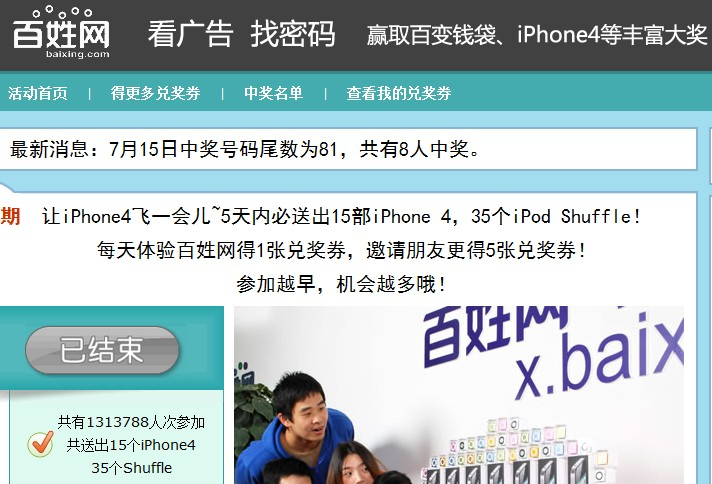 百姓网
baixing.com
看广告 找密码
赢取百变钱袋、iPhone4等丰富大奖
活动首页 | 得更多兑奖券 | 中奖名单 | 查看我的兑奖券
最新消息：7月15日中奖号码尾数为81，共有8人中奖。
期 让iPhone4飞一会儿~5天内必送出15部iPhone 4，35个iPod Shuffle！
每天体验百姓网得1张兑奖券，邀请朋友更得5张兑奖券！
参加越早，机会越多哦！
已结束
共有1313788人次参加
共送出15个iPhone4
35个Shuffle
百姓网
x.baix